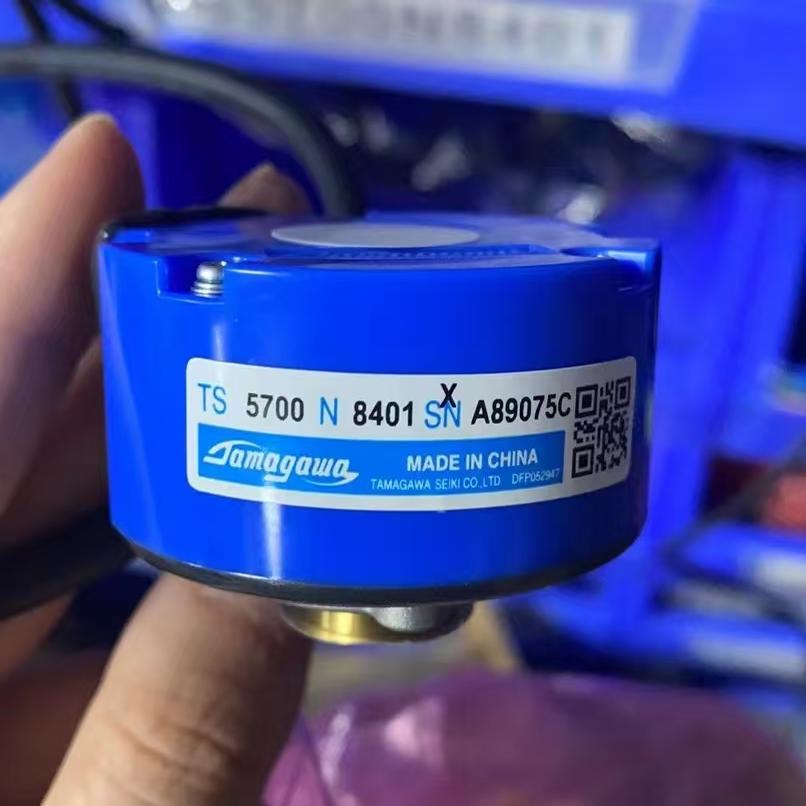 X
TS 5700 N 8401 SN A89075C
Tamagawa
MADE IN CHINA
TAMAGAWA SEIKI CO.,LTD DFP052947